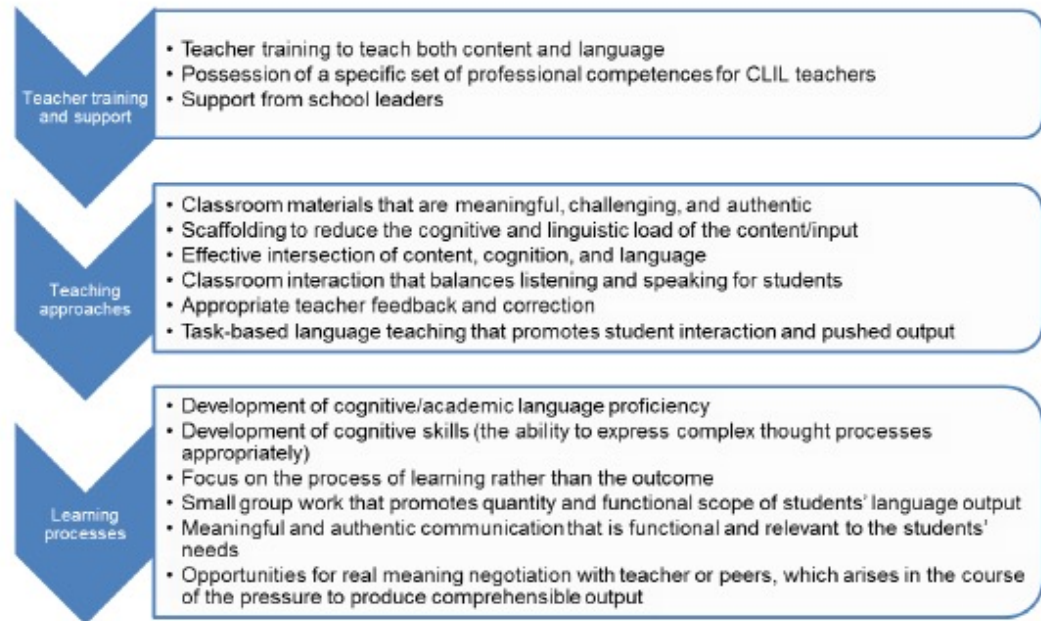 Teacher training
and support
• Teacher training to teach both content and language
• Possession of a specific set of professional competences for CLIL teachers
• Support from school leaders
Teaching
approaches
• Classroom materials that are meaningful, challenging, and authentic
• Scaffolding to reduce the cognitive and linguistic load of the content/input
• Effective intersection of content, cognition, and language
• Classroom interaction that balances listening and speaking for students
• Appropriate teacher feedback and correction
• Task-based language teaching that promotes student interaction and pushed output
Learning
processes
• Development of cognitive/academic language proficiency
• Development of cognitive skills (the ability to express complex thought processes
appropriately)
• Focus on the process of learning rather than the outcome
• Small group work that promotes quantity and functional scope of students' language output
• Meaningful and authentic communication that is functional and relevant to the students'
needs
• Opportunities for real meaning negotiation with teacher or peers, which arises in the course
of the pressure to produce comprehensible output